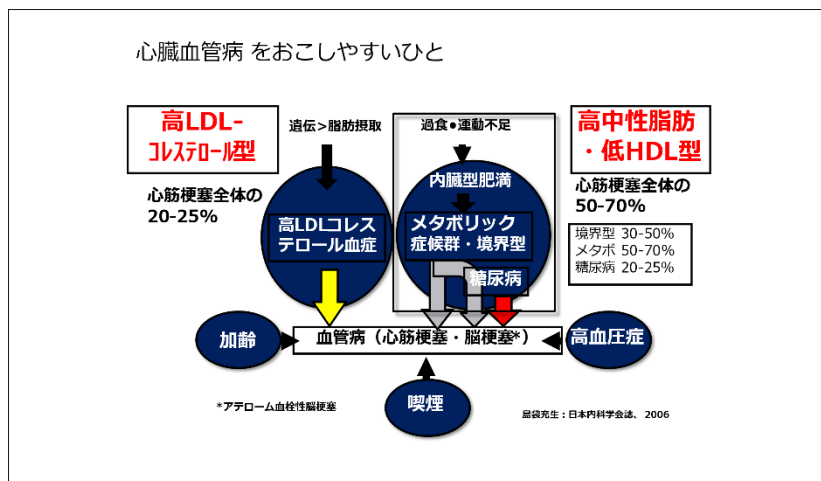 心臓血管病 をおこしやすいひと
高LDL-
コレステロール型
心筋梗塞全体の
20-25%
遺伝>脂肪摂取
高LDLコレス
テロール血症
過食●運動不足
内臓型肥満
メタボリック
症候群・境界型
糖尿病
高中性脂肪
・低HDL型
心筋梗塞全体の
50-70%
境界型 30-50%
メタボ 50-70%
糖尿病 20-25%
加齢
血管病（心筋梗塞・脳梗塞*）
高血圧症
喫煙
*アテローム血栓性脳梗塞
島袋充生：日本内科学会誌、2006